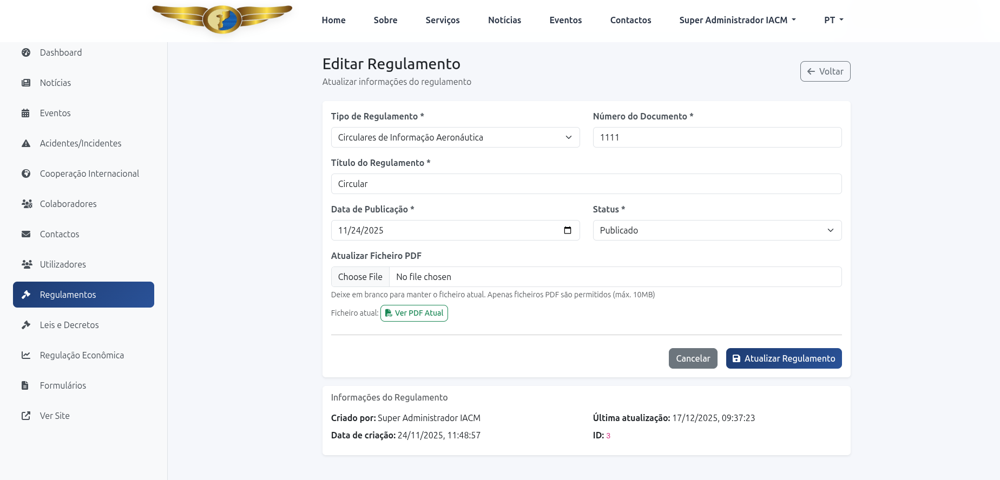 Home Sobre Serviços Notícias Eventos Contactos Super Administrador IACM PT
Dashboard
Notícias
Eventos
Acidentes/Incidentes
Cooperação Internacional
Colaboradores
Contactos
Utilizadores
Regulamentos
Leis e Decretos
Regulação Econômica
Formulários
Ver Site
Editar Regulamento
Atualizar informações do regulamento
Voltar
Tipo de Regulamento * Número do Documento *
Circulares de Informação Aeronáutica 1111
Título do Regulamento *
Circular
Data de Publicação * Status *
11/24/2025 Publicado
Atualizar Ficheiro PDF
Choose File No file chosen
Deixe em branco para manter o ficheiro atual. Apenas ficheiros PDF são permitidos (máx. 10MB)
Ficheiro atual: Ver PDF Atual
Cancelar Atualizar Regulamento
Informações do Regulamento
Criado por: Super Administrador IACM Última atualização: 17/12/2025, 09:37:23
Data de criação: 24/11/2025, 11:48:57 ID: 3